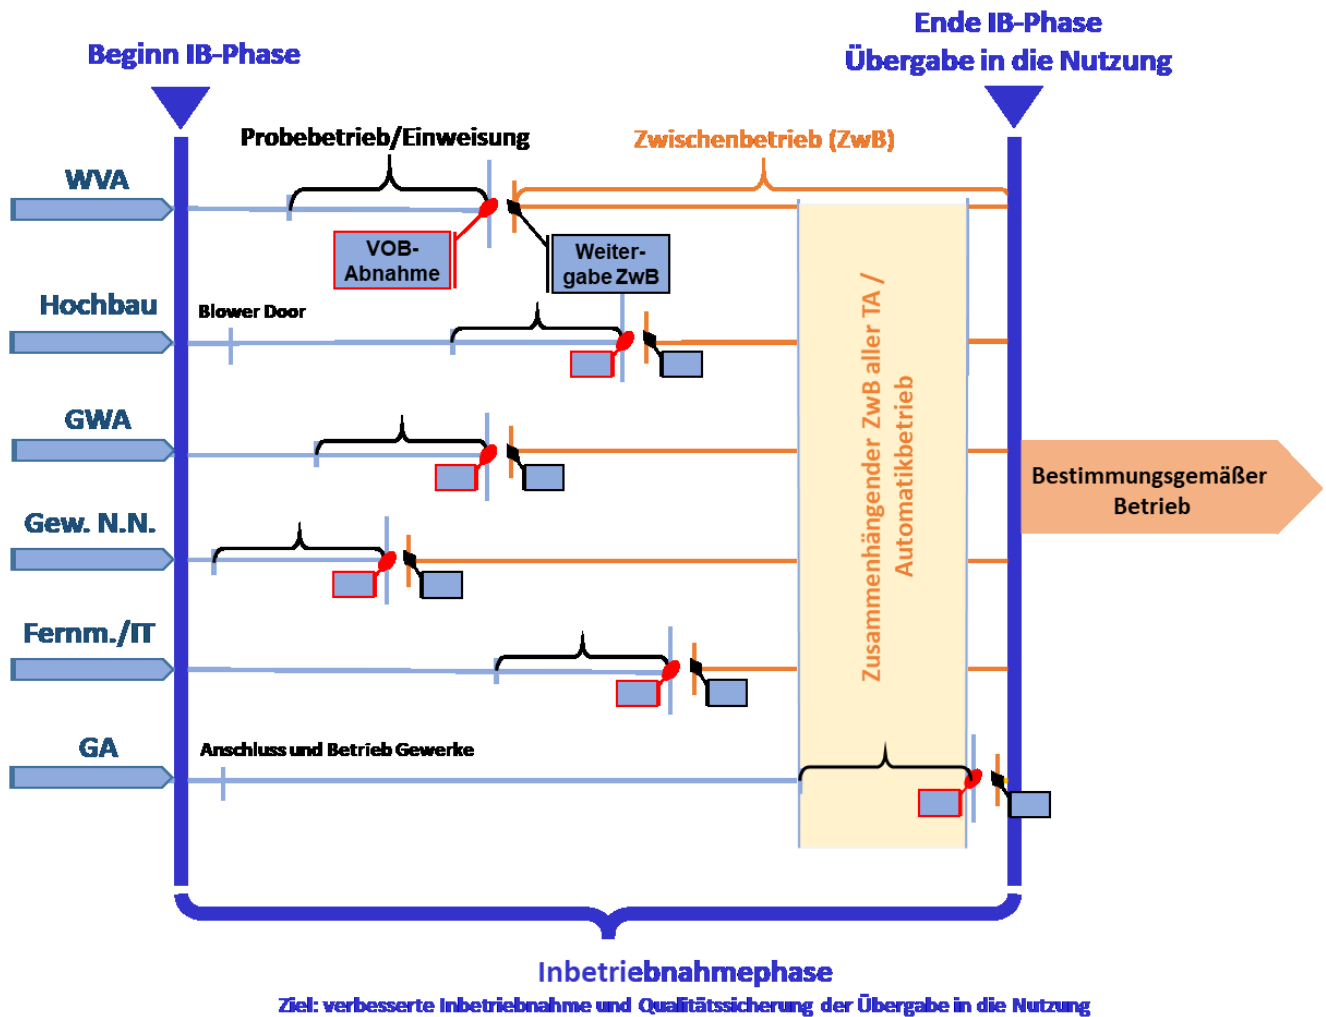 Ende IB-Phase
Übergabe in die Nutzung
Beginn IB-Phase
Probebetrieb/Einweisung
Zwischenbetrieb (ZwB)
WVA
VOB-
Abnahme
Weiter-
gabe ZwB
Hochbau
Blower Door
GWA
Gew. N.N.
Fernm./IT
GA
Anschluss und Betrieb Gewerke
Zusammenhängender ZwB aller TA /
Automatikbetrieb
Bestimmungsgemäßer
Betrieb
Inbetriebnahmephase
Ziel: verbesserte Inbetriebnahme und Qualitätssicherung der Übergabe in die Nutzung